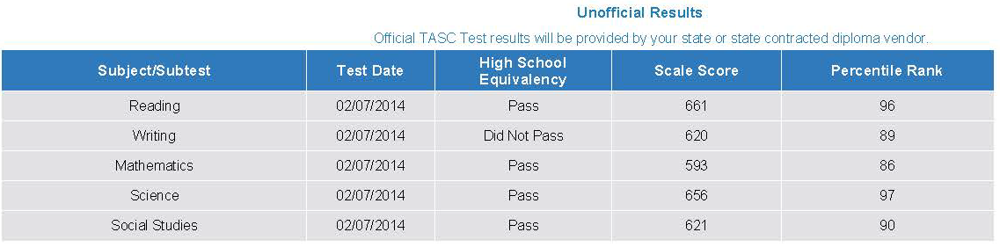 Unofficial Results
Official TASC Test results will be provided by your state or state contracted diploma vendor.
Subject/Subtest Test Date High School Equivalency Scale Score Percentile Rank
Reading 02/07/2014 Pass 661 96
Writing 02/07/2014 Did Not Pass 620 89
Mathematics 02/07/2014 Pass 593 86
Science 02/07/2014 Pass 656 97
Social Studies 02/07/2014 Pass 621 90